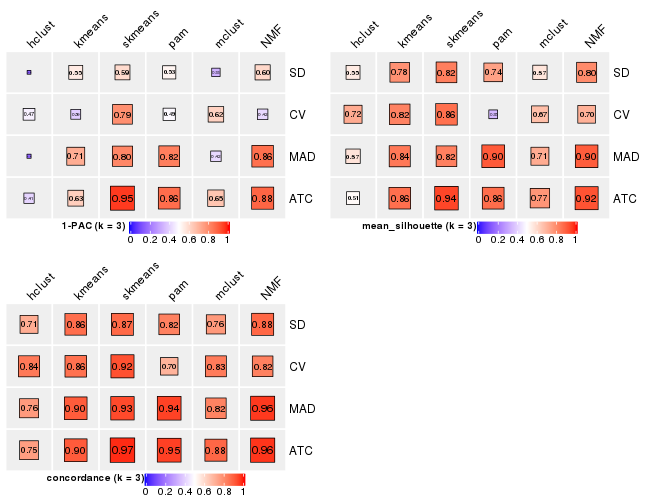 hclust kmeans skmeans pam mclust NMF
0.55 0.59 0.53 0.60 SD
0.47 0.79 0.49 0.62 CV
0.71 0.80 0.82 0.42 0.86 MAD
0.41 0.63 0.95 0.86 0.65 0.88 ATC
1-PAC (k = 3)
0 0.2 0.4 0.6 0.8 1
hclust kmeans skmeans pam mclust NMF
0.55 0.78 0.82 0.74 0.57 0.80 SD
0.72 0.82 0.86 0.67 0.70 CV
0.57 0.84 0.82 0.90 0.71 0.90 MAD
0.51 0.86 0.94 0.86 0.77 0.92 ATC
mean_silhouette (k = 3)
0 0.2 0.4 0.6 0.8 1
hclust kmeans skmeans pam mclust NMF
0.71 0.86 0.87 0.82 0.76 0.88 SD
0.84 0.86 0.92 0.70 0.83 0.82 CV
0.76 0.90 0.93 0.94 0.82 0.96 MAD
0.75 0.90 0.97 0.95 0.88 0.96 ATC
concordance (k = 3)
0 0.2 0.4 0.6 0.8 1